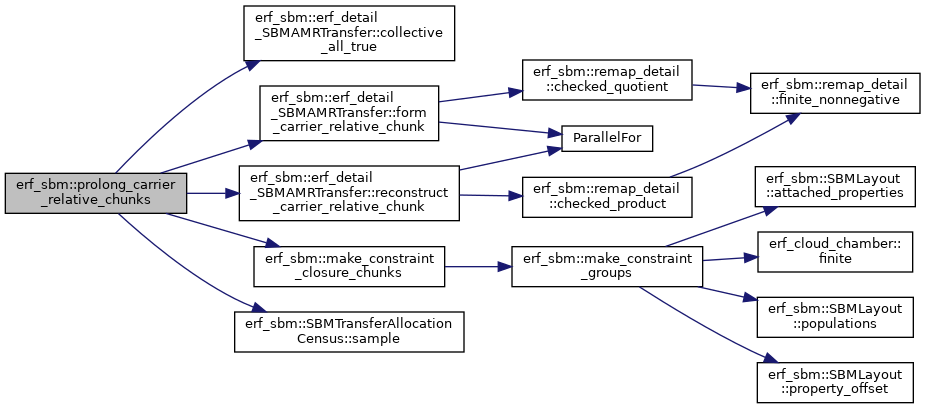 erf_sbm::prolong_carrier
_relative_chunks
erf_sbm::erf_detail
_SBMAMRTransfer::collective
_all_true
erf_sbm::erf_detail
_SBMAMRTransfer::form
_carrier_relative_chunk
erf_sbm::erf_detail
_SBMAMRTransfer::reconstruct
_carrier_relative_chunk
erf_sbm::make_constraint
_closure_chunks
erf_sbm::SBMTransferAllocation
Census::sample
erf_sbm::remap_detail
::checked_quotient
ParallelFor
erf_sbm::remap_detail
::checked_product
erf_sbm::make_constraint
_groups
erf_sbm::remap_detail
::finite_nonnegative
erf_sbm::SBMLayout
::attached_properties
erf_cloud_chamber::
finite
erf_sbm::SBMLayout
::populations
erf_sbm::SBMLayout
::property_offset